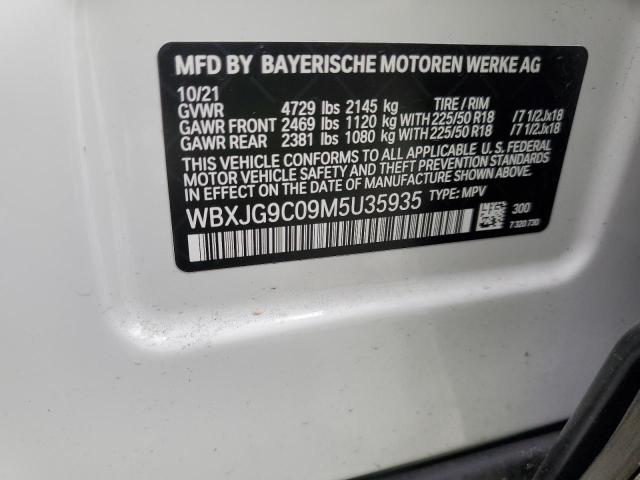 MFD BY BAYERISCHE MOTOREN WERKE AG
10/21
GVWR 4729 lbs 2145 kg TIRE / RIM
GAWR FRONT 2469 lbs 1120 kg WITH 225/50 R18 /7 1/2Jx18
GAWR REAR 2381 lbs 1080 kg WITH 225/50 R18 /7 1/2Jx18
THIS VEHICLE CONFORMS TO ALL APPLICABLE U.S. FEDERAL
MOTOR VEHICLE SAFETY AND THEFT PREVENTION STANDARDS
IN EFFECT ON THE DATE OF MANUFACTURE SHOWN ABOVE.
WBXJG9C09M5U35935 TYPE: MPV
300
7 320 730